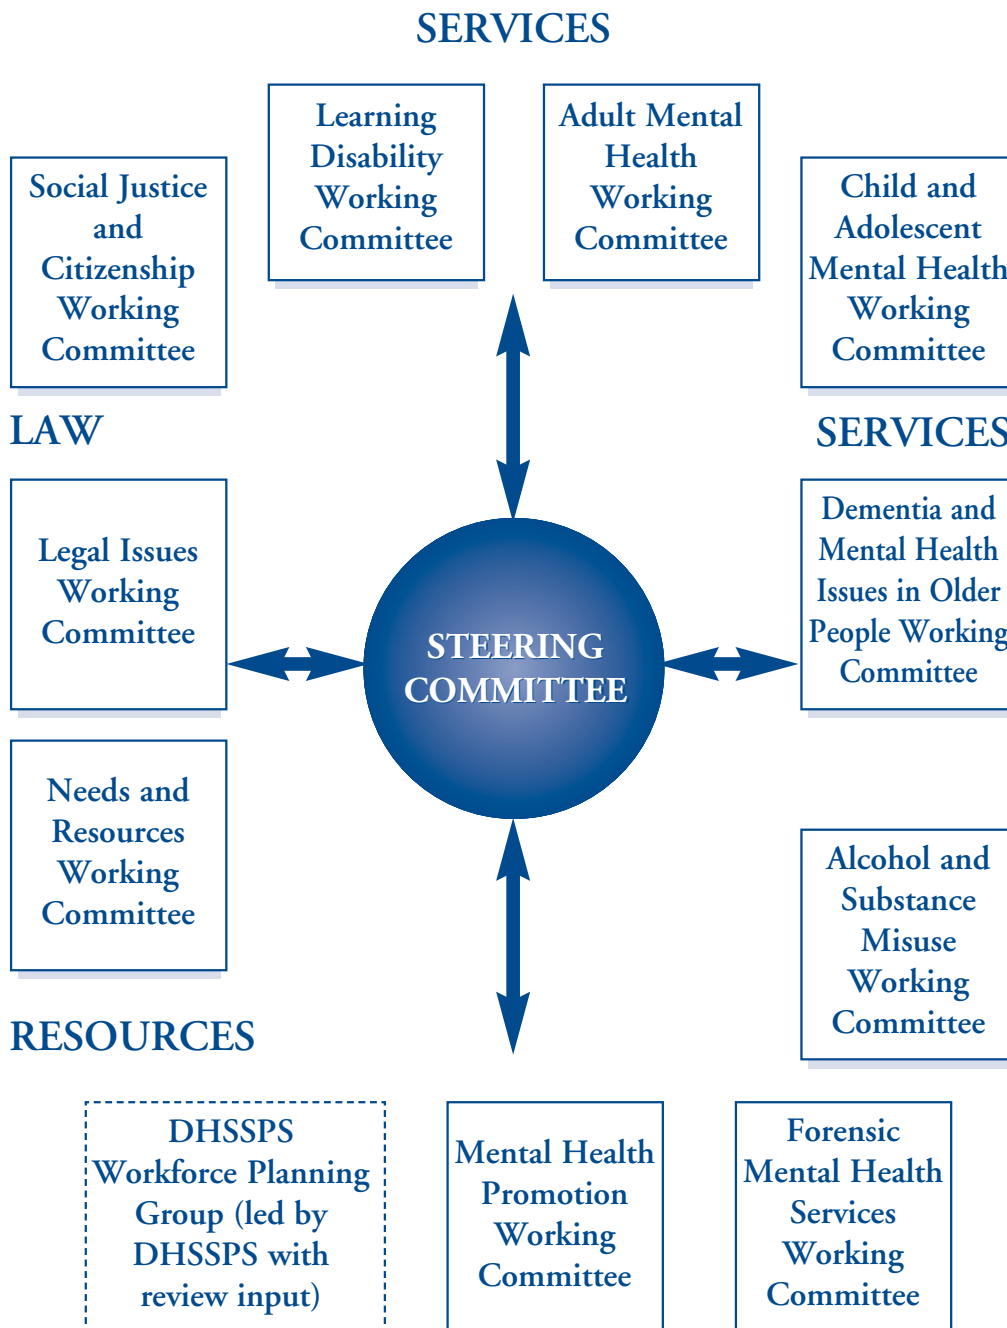 SERVICES
Learning
Disability
Working
Committee
Adult Mental
Health
Working
Committee
Social Justice
and
Citizenship
Working
Committee
Child and
Adolescent
Mental Health
Working
Committee
LAW
SERVICES
Legal Issues
Working
Committee
Dementia and
Mental Health
Issues in Older
People Working
Committee
STEERING
COMMITTEE
Needs and
Resources
Working
Committee
Alcohol and
Substance
Misuse
Working
Committee
RESOURCES
DHSSPS
Workforce Planning
Group (led by
DHSSPS with
review input)
Mental Health
Promotion
Working
Committee
Forensic
Mental Health
Services
Working
Committee